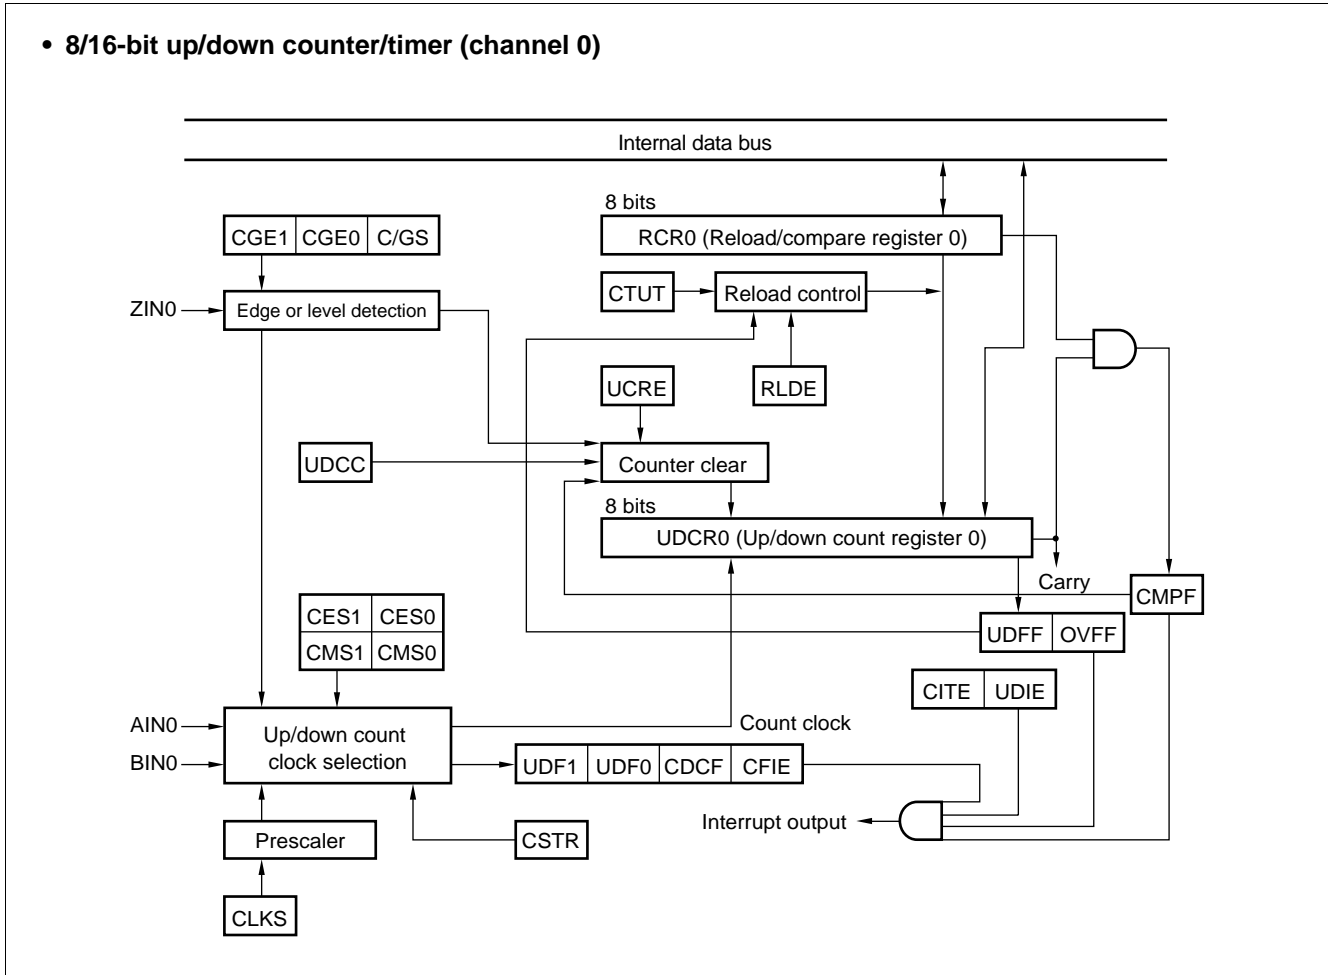 • 8/16-bit up/down counter/timer (channel 0)
Internal data bus
8 bits
CGE1 CGE0 C/GS
RCR0 (Reload/compare register 0)
CTUT
Reload control
ZIN0
Edge or level detection
UCRE
RLDE
UDCC
Counter clear
8 bits
UDCR0 (Up/down count register 0)
Carry
CMPF
CES1 CES0
UDFF OVFF
CMS1 CMS0
CITE UDIE
AIN0
Up/down count
clock selection
Count clock
BIN0
UDF1 UDF0 CDCF CFIE
Interrupt output
Prescaler
CSTR
CLKS